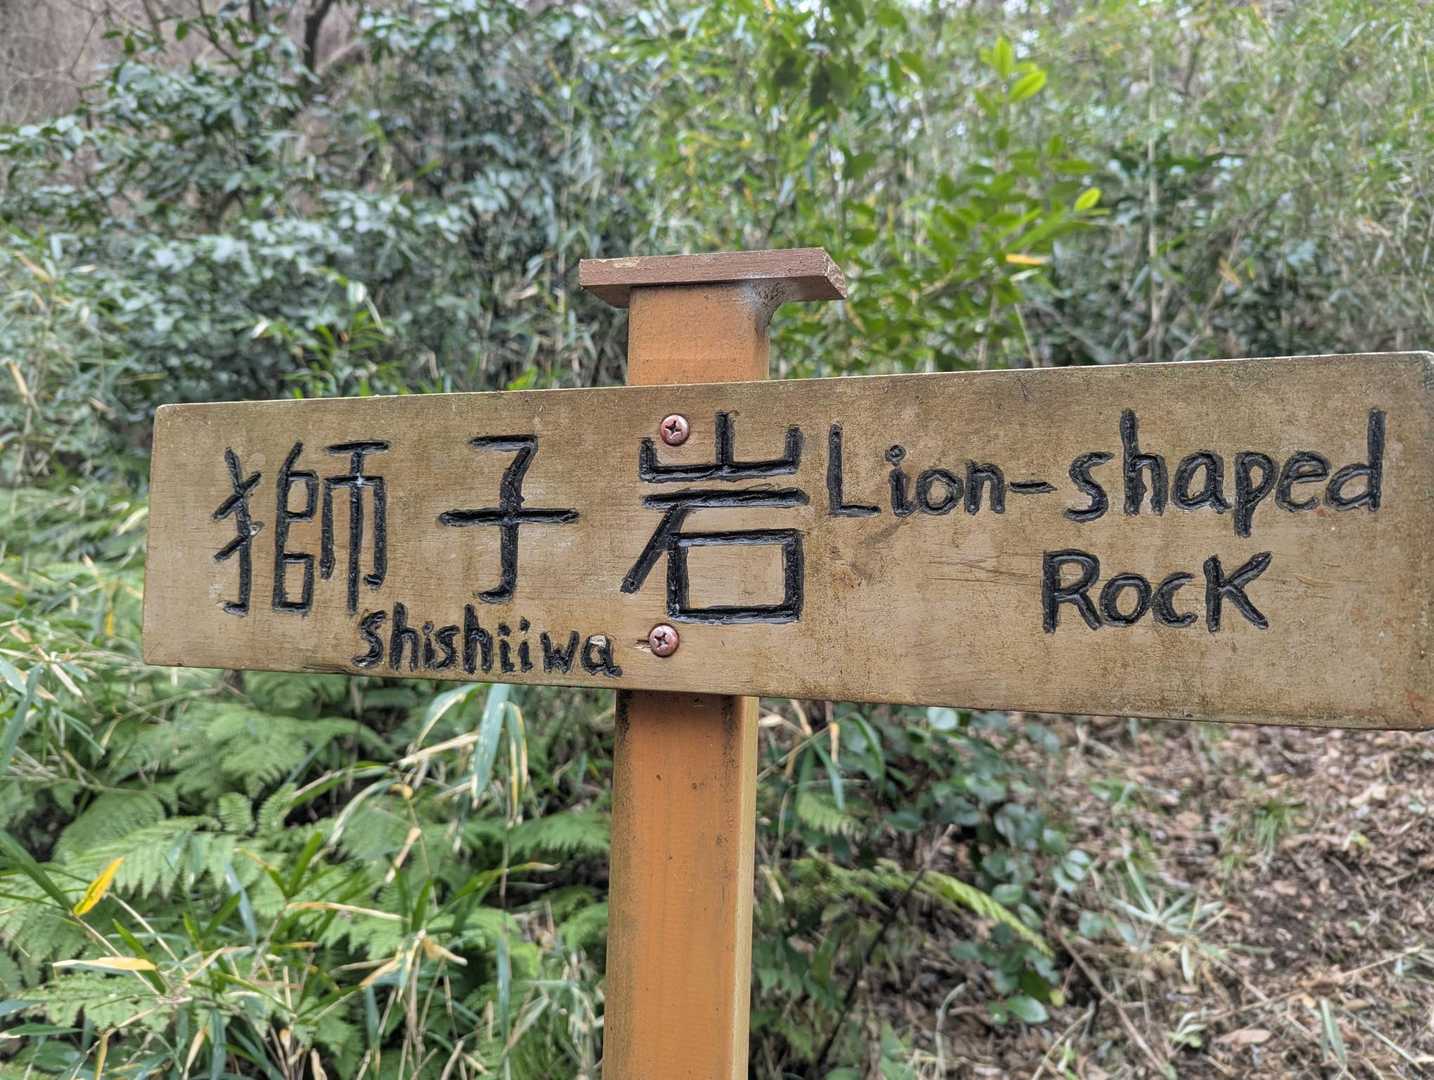 獅子岩
Shishiiwa
Lion-shaped
Rock